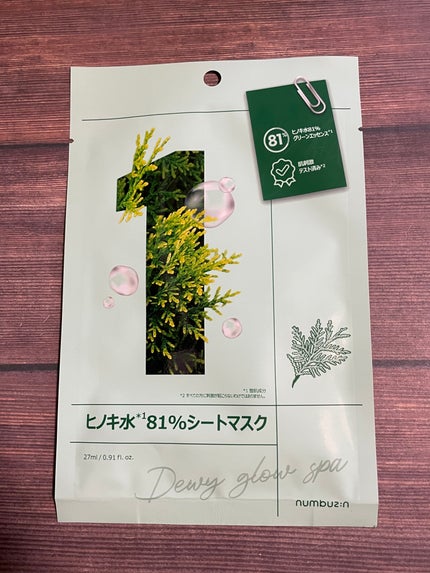 1
81%
ヒノキ水81%
グリーンエッセンス*1
肌刺激
テスト済み*2
*1 整肌成分
*2 すべての方に刺激が起こらないわけではありません。
ヒノキ水*1 81%シートマスク
27ml / 0.91 fl. oz.
Dewy glow spa
numbuz:n